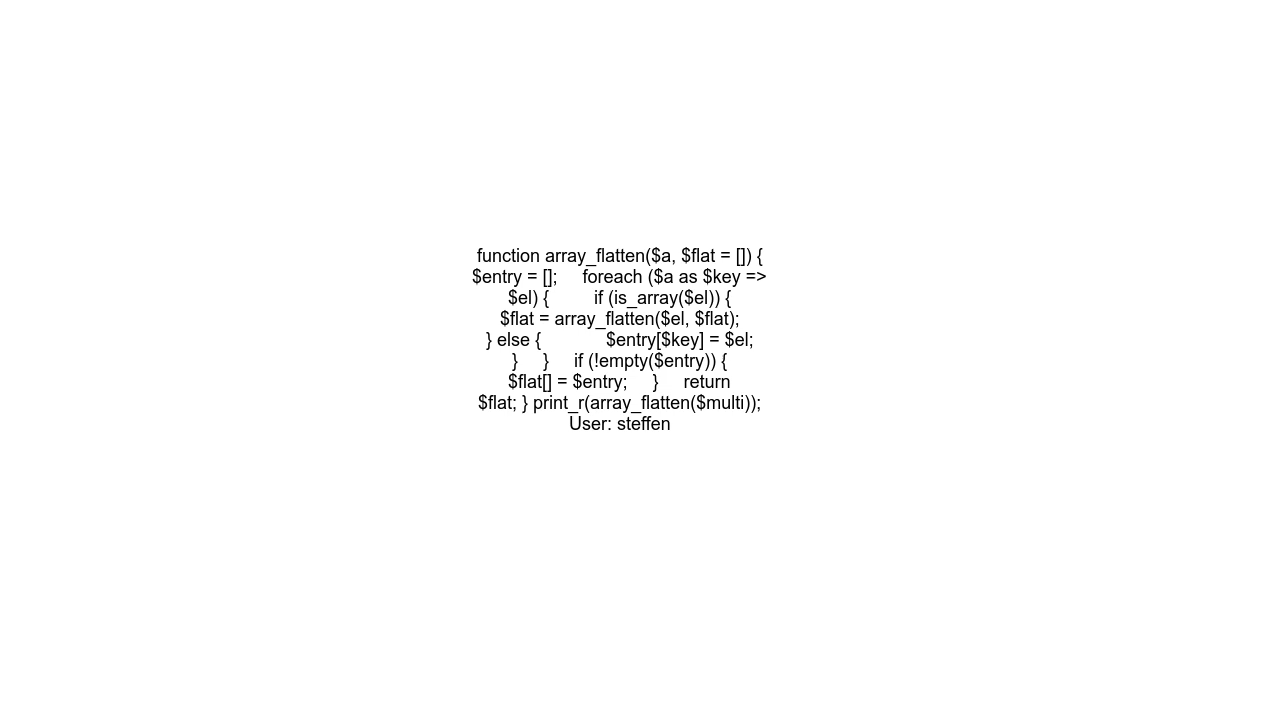 function array_flatten($a, $flat = []) {
$entry = [];     foreach ($a as $key =>
$el) {         if (is_array($el)) {
$flat = array_flatten($el, $flat);
} else {             $entry[$key] = $el;
}     }     if (!empty($entry)) {
$flat[] = $entry;     }     return
$flat; } print_r(array_flatten($multi));
User: steffen